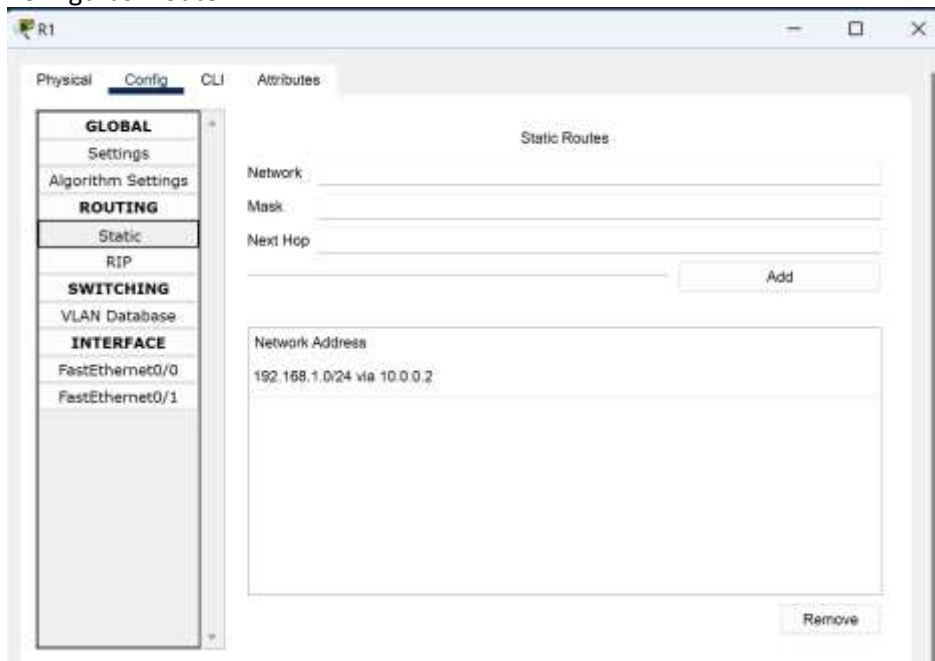 R1
Physical Config CLI Attributes
GLOBAL
Settings
Algorithm Settings
ROUTING
Static
RIP
SWITCHING
VLAN Database
INTERFACE
FastEthernet0/0
FastEthernet0/1
Static Routes
Network
Mask
Next Hop
Add
Network Address
192.168.1.0/24 via 10.0.0.2
Remove